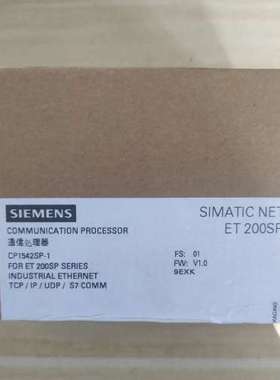 SIEMENS
SIMATIC NET
ET 200SP
COMMUNICATION PROCESSOR
通信处理器
CP1542SP-1
FOR ET 200SP SERIES
INDUSTRIAL ETHERNET
TCP / IP / UDP / S7-COMM
FS: 01
FW: V1.0
9EXK